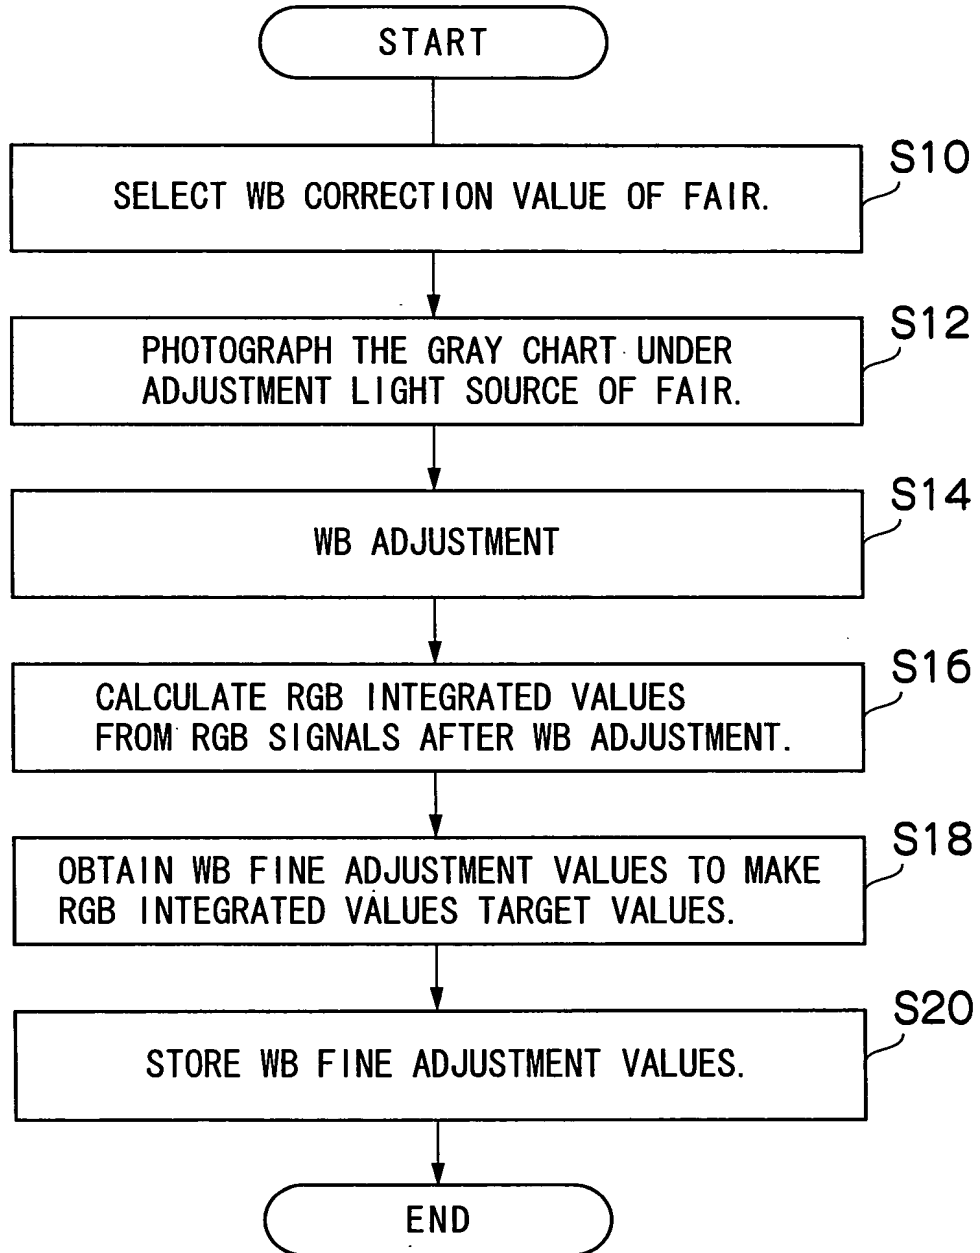 START
S10
SELECT WB CORRECTION VALUE OF FAIR.
S12
PHOTOGRAPH THE GRAY CHART UNDER
ADJUSTMENT LIGHT SOURCE OF FAIR.
S14
WB ADJUSTMENT
S16
CALCULATE RGB INTEGRATED VALUES
FROM RGB SIGNALS AFTER WB ADJUSTMENT.
S18
OBTAIN WB FINE ADJUSTMENT VALUES TO MAKE
RGB INTEGRATED VALUES TARGET VALUES.
S20
STORE WB FINE ADJUSTMENT VALUES.
END